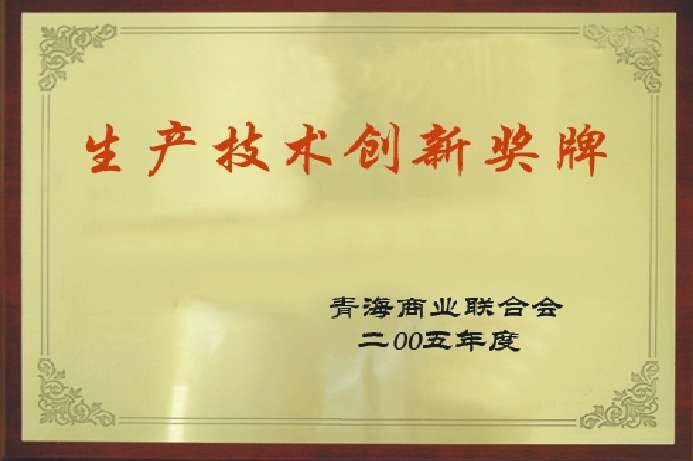 生产技术创新奖牌
青海商业联合会
二00五年度